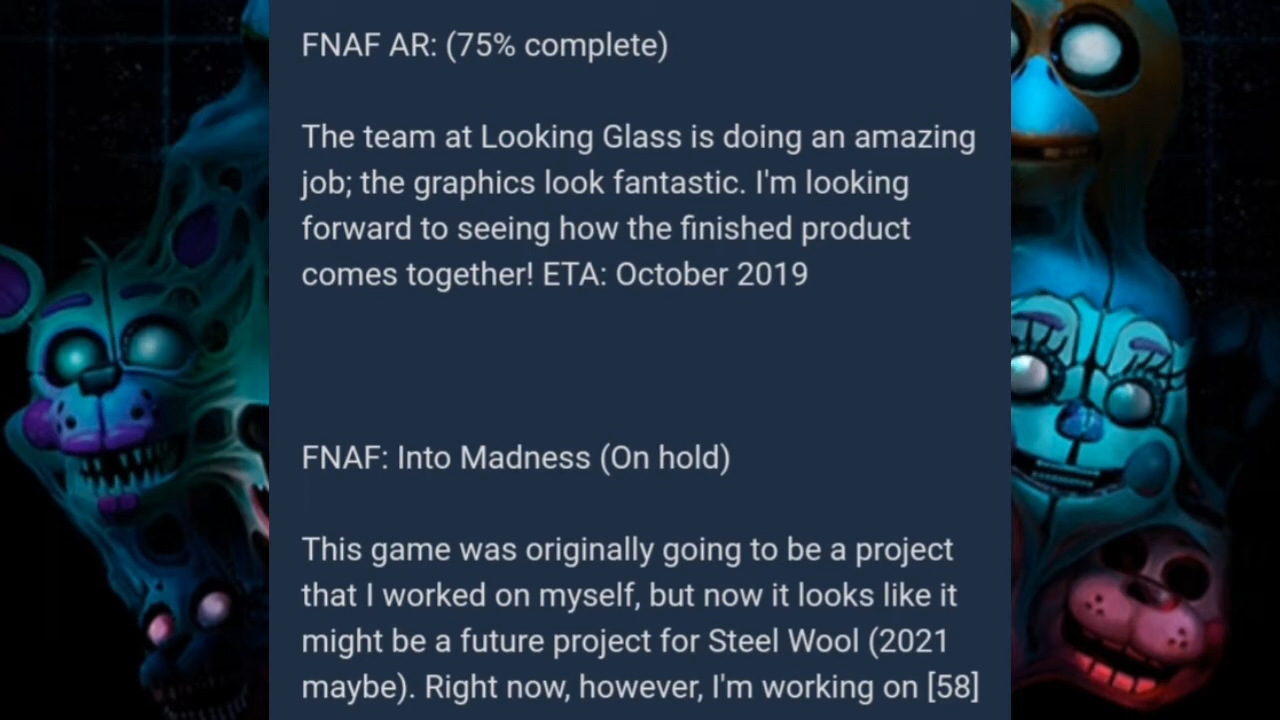 FNAF AR: (75% complete)
The team at Looking Glass is doing an amazing
job; the graphics look fantastic. I'm looking
forward to seeing how the finished product
comes together! ETA: October 2019
FNAF: Into Madness (On hold)
This game was originally going to be a project
that I worked on myself, but now it looks like it
might be a future project for Steel Wool (2021
maybe). Right now, however, I'm working on [58]